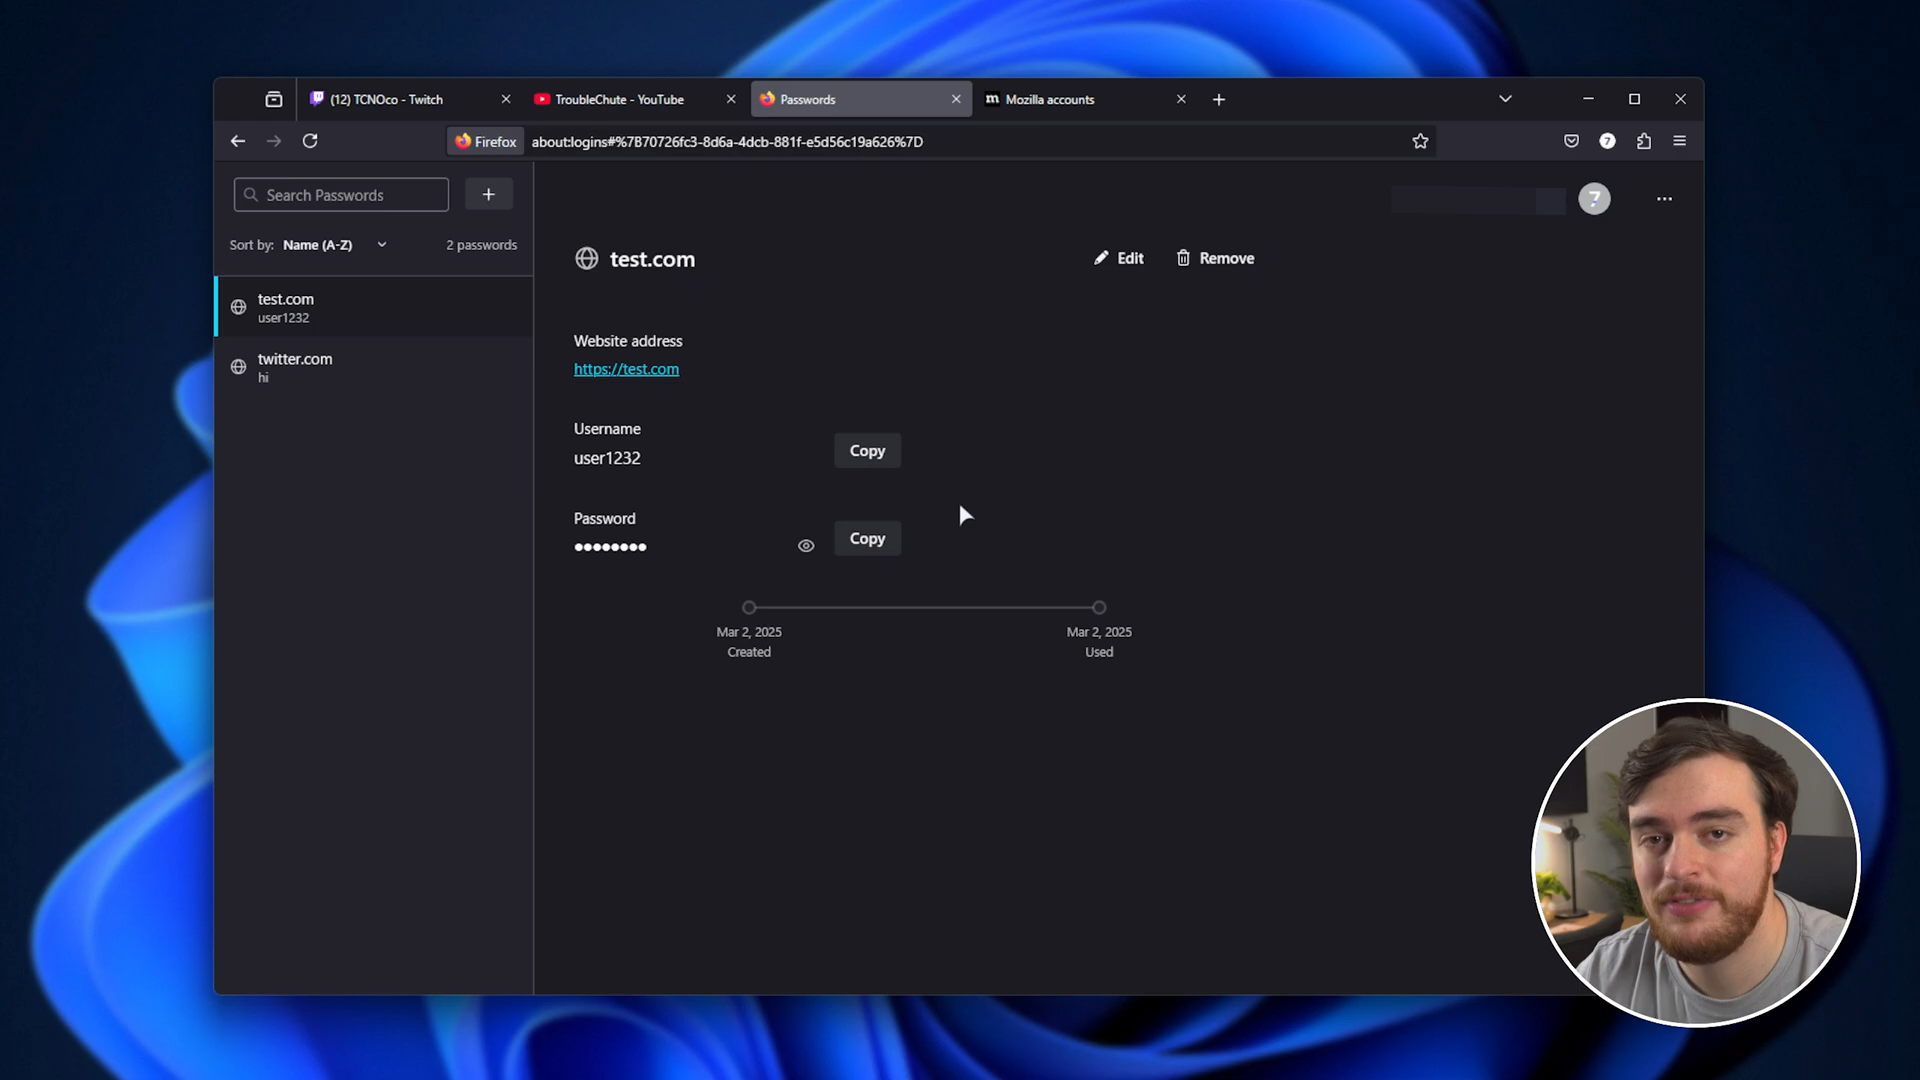 (12) TCNOco - Twitch
TroubleChute - YouTube
Passwords
m Mozilla accounts
Firefox
about:logins#%7B70726fc3-8d6a-4dcb-881f-e5d56c19a626%7D
7
Search Passwords
Sort by: Name (A-Z)
2 passwords
test.com
user1232
twitter.com
hi
7
test.com
Edit
Remove
Website address
https://test.com
Username
user1232
Copy
Password
Copy
Mar 2, 2025
Created
Mar 2, 2025
Used